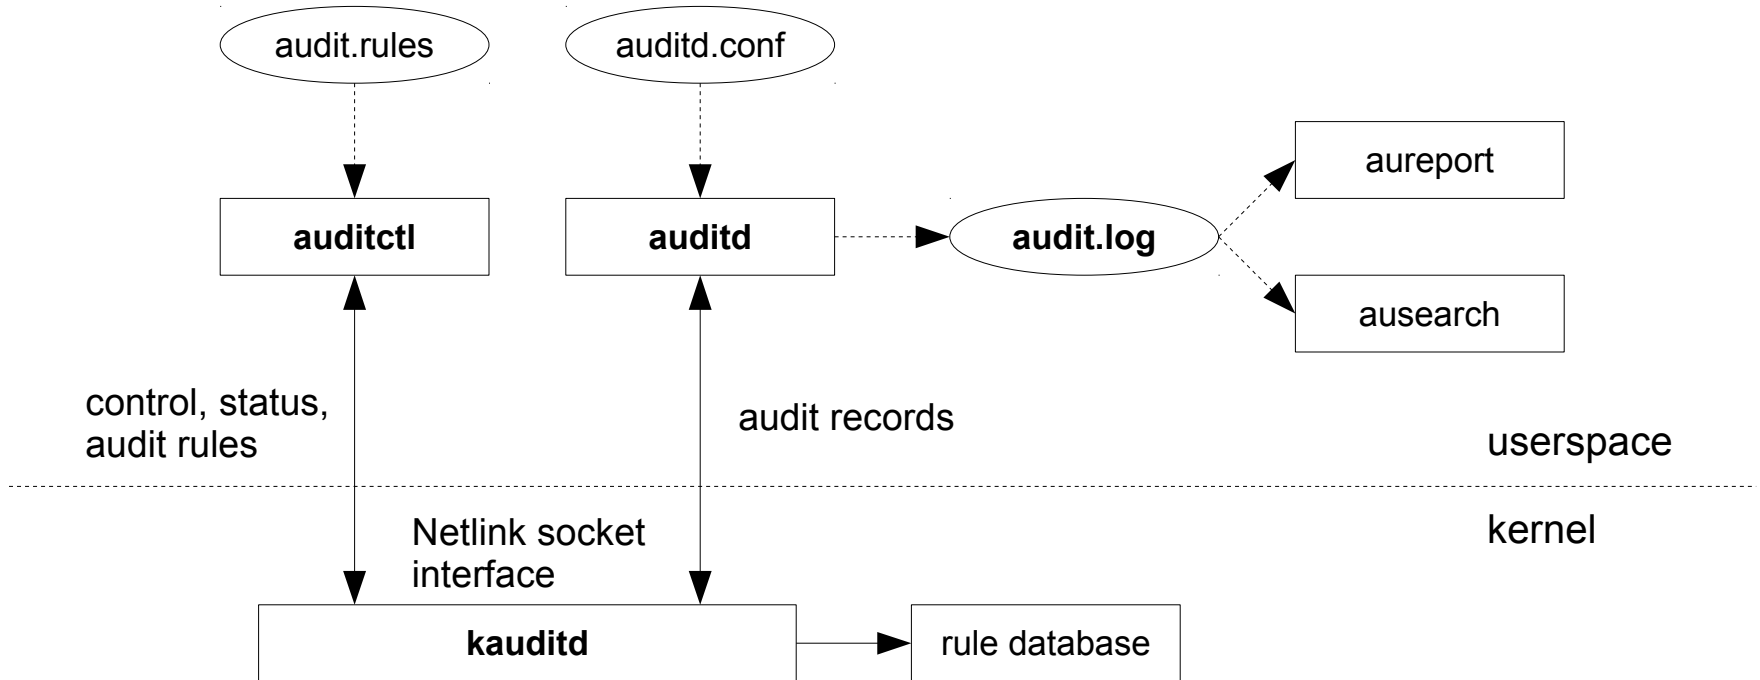 audit.rules
auditd.conf
aureport
auditctl
auditd
audit.log
ausearch
control, status,
audit rules
audit records
userspace
Netlink socket
interface
kernel
kauditd
rule database